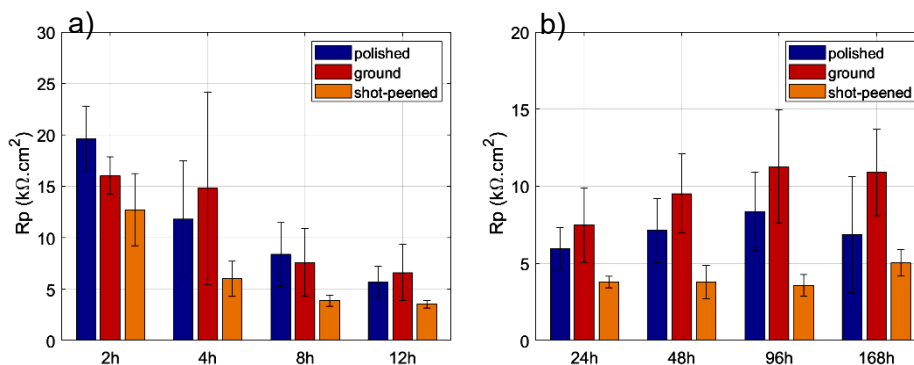 a)
30
25
20
15
10
5
0
Rp (kΩ.cm²)
polished
ground
shot-peened
2h 4h 8h 12h
b)
20
15
10
5
0
Rp (kΩ.cm²)
polished
ground
shot-peened
24h 48h 96h 168h